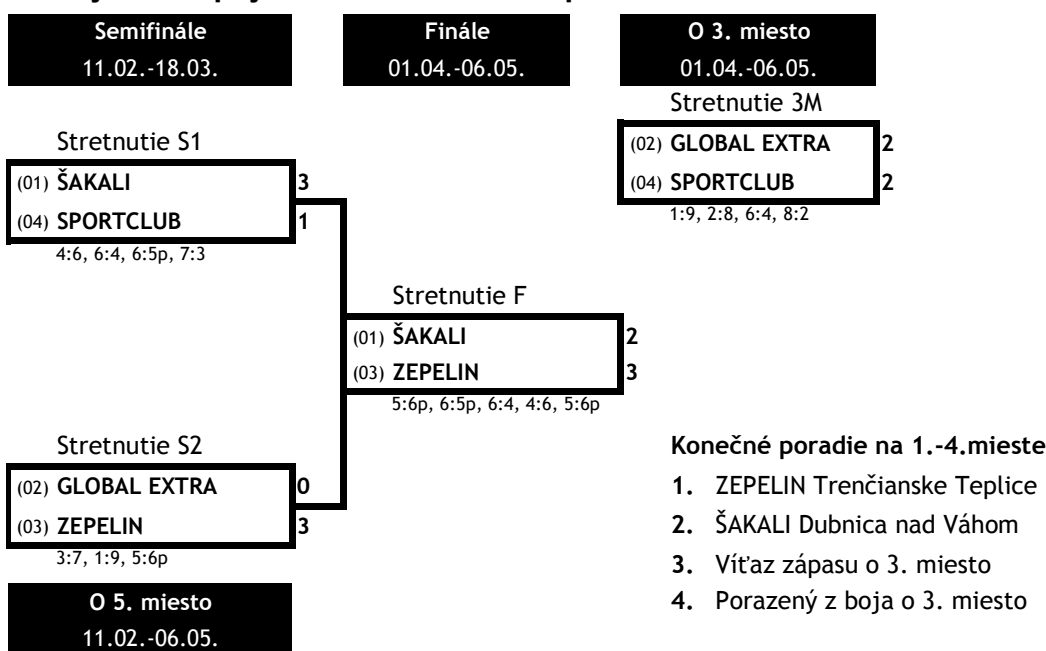 Semifinále
11.02.-18.03.
Finále
01.04.-06.05.
O 3. miesto
01.04.-06.05.
Stretnutie 3M
(02) GLOBAL EXTRA 2
(04) SPORTCLUB 2
1:9, 2:8, 6:4, 8:2
Stretnutie S1
(01) ŠAKALI 3
(04) SPORTCLUB 1
4:6, 6:4, 6:5p, 7:3
Stretnutie F
(01) ŠAKALI 2
(03) ZEPELIN 3
5:6p, 6:5p, 6:4, 4:6, 5:6p
Stretnutie S2
(02) GLOBAL EXTRA 0
(03) ZEPELIN 3
3:7, 1:9, 5:6p
Konečné poradie na 1.-4.mieste
1. ZEPELIN Trenčianske Teplice
2. ŠAKALI Dubnica nad Váhom
3. Víťaz zápasu o 3. miesto
4. Porazený z boja o 3. miesto
O 5. miesto
11.02.-06.05.